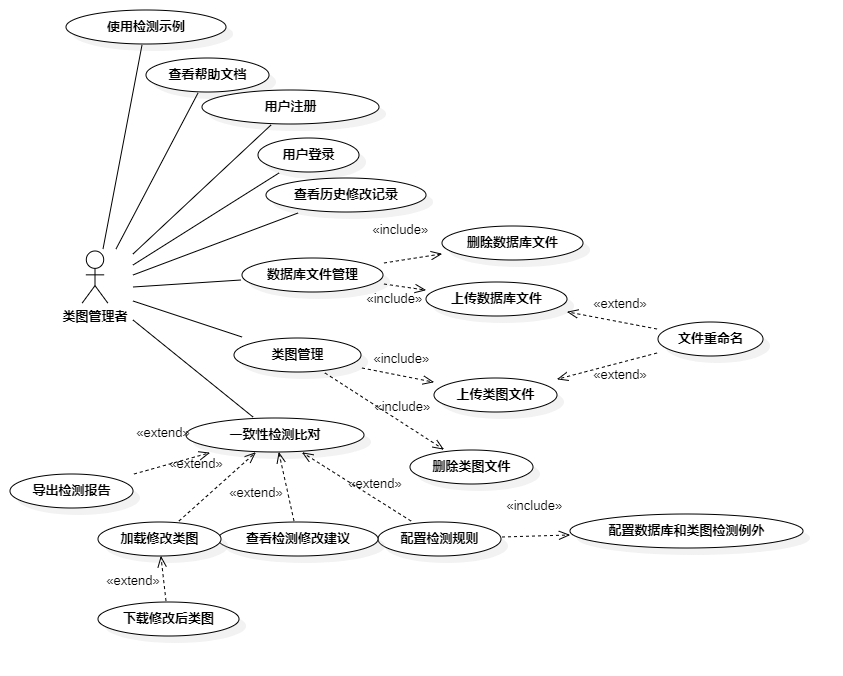 使用检测示例
查看帮助文档
用户注册
用户登录
查看历史修改记录
«include»
删除数据库文件
数据库文件管理
«include»
上传数据库文件
«extend»
类图管理者
文件重命名
类图管理
«include»
«extend»
上传类图文件
«include»
«extend»
一致性检测比对
«extend»
删除类图文件
导出检测报告
«extend»
«extend»
«include»
加载修改类图
查看检测修改建议
配置检测规则
配置数据库和类图检测例外
«extend»
下载修改后类图